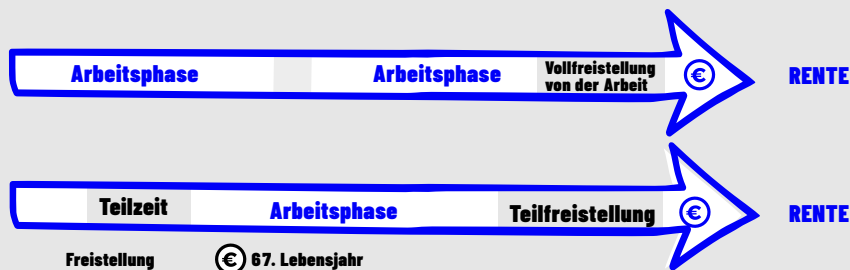 Arbeitsphase Arbeitsphase Vollfreistellung
von der Arbeit € RENTE
Teilzeit Arbeitsphase Teilfreistellung € RENTE
Freistellung € 67. Lebensjahr